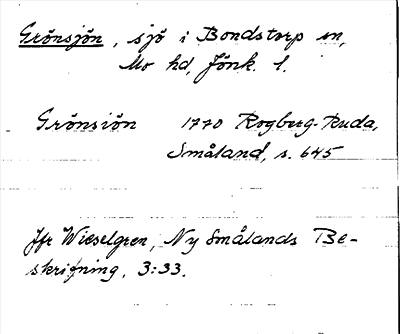 Grönsjön, sjö i Bondstorp sn,
Mo hd, Jönk. l.
Grönsiön 1770 Rogberg-Ruda,
Småland, s. 645
Jfr Wieselgren, Ny Smålands Be-
skrifning, 3:33.